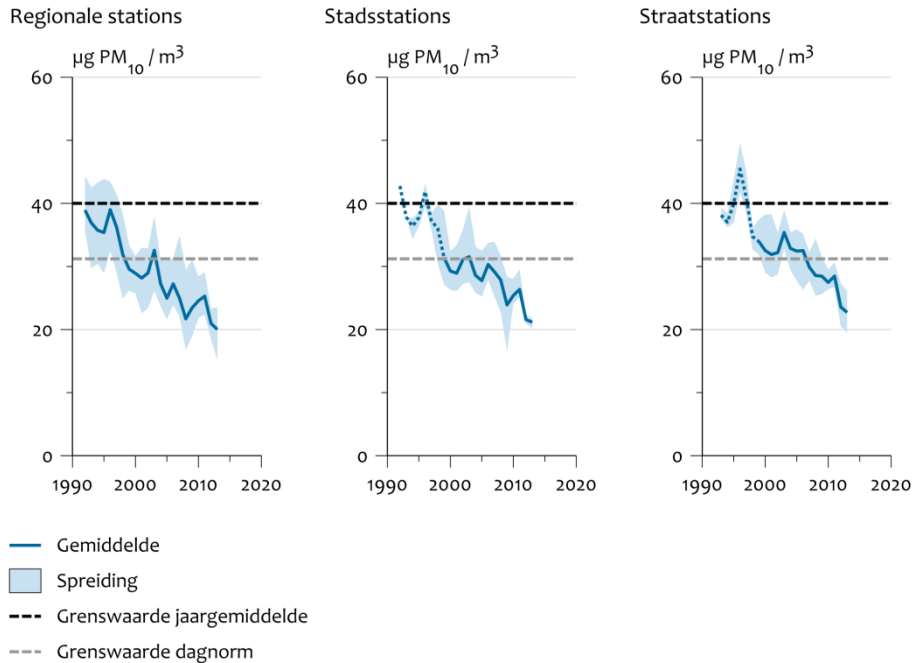 Regionale stations
Stadsstations
Straatstations
µg PM10 / m³
µg PM10 / m³
µg PM10 / m³
60
60
60
40
40
40
20
20
20
0
0
0
1990 2000 2010 2020
1990 2000 2010 2020
1990 2000 2010 2020
Gemiddelde
Spreiding
Grenswaarde jaargemiddelde
Grenswaarde dagnorm